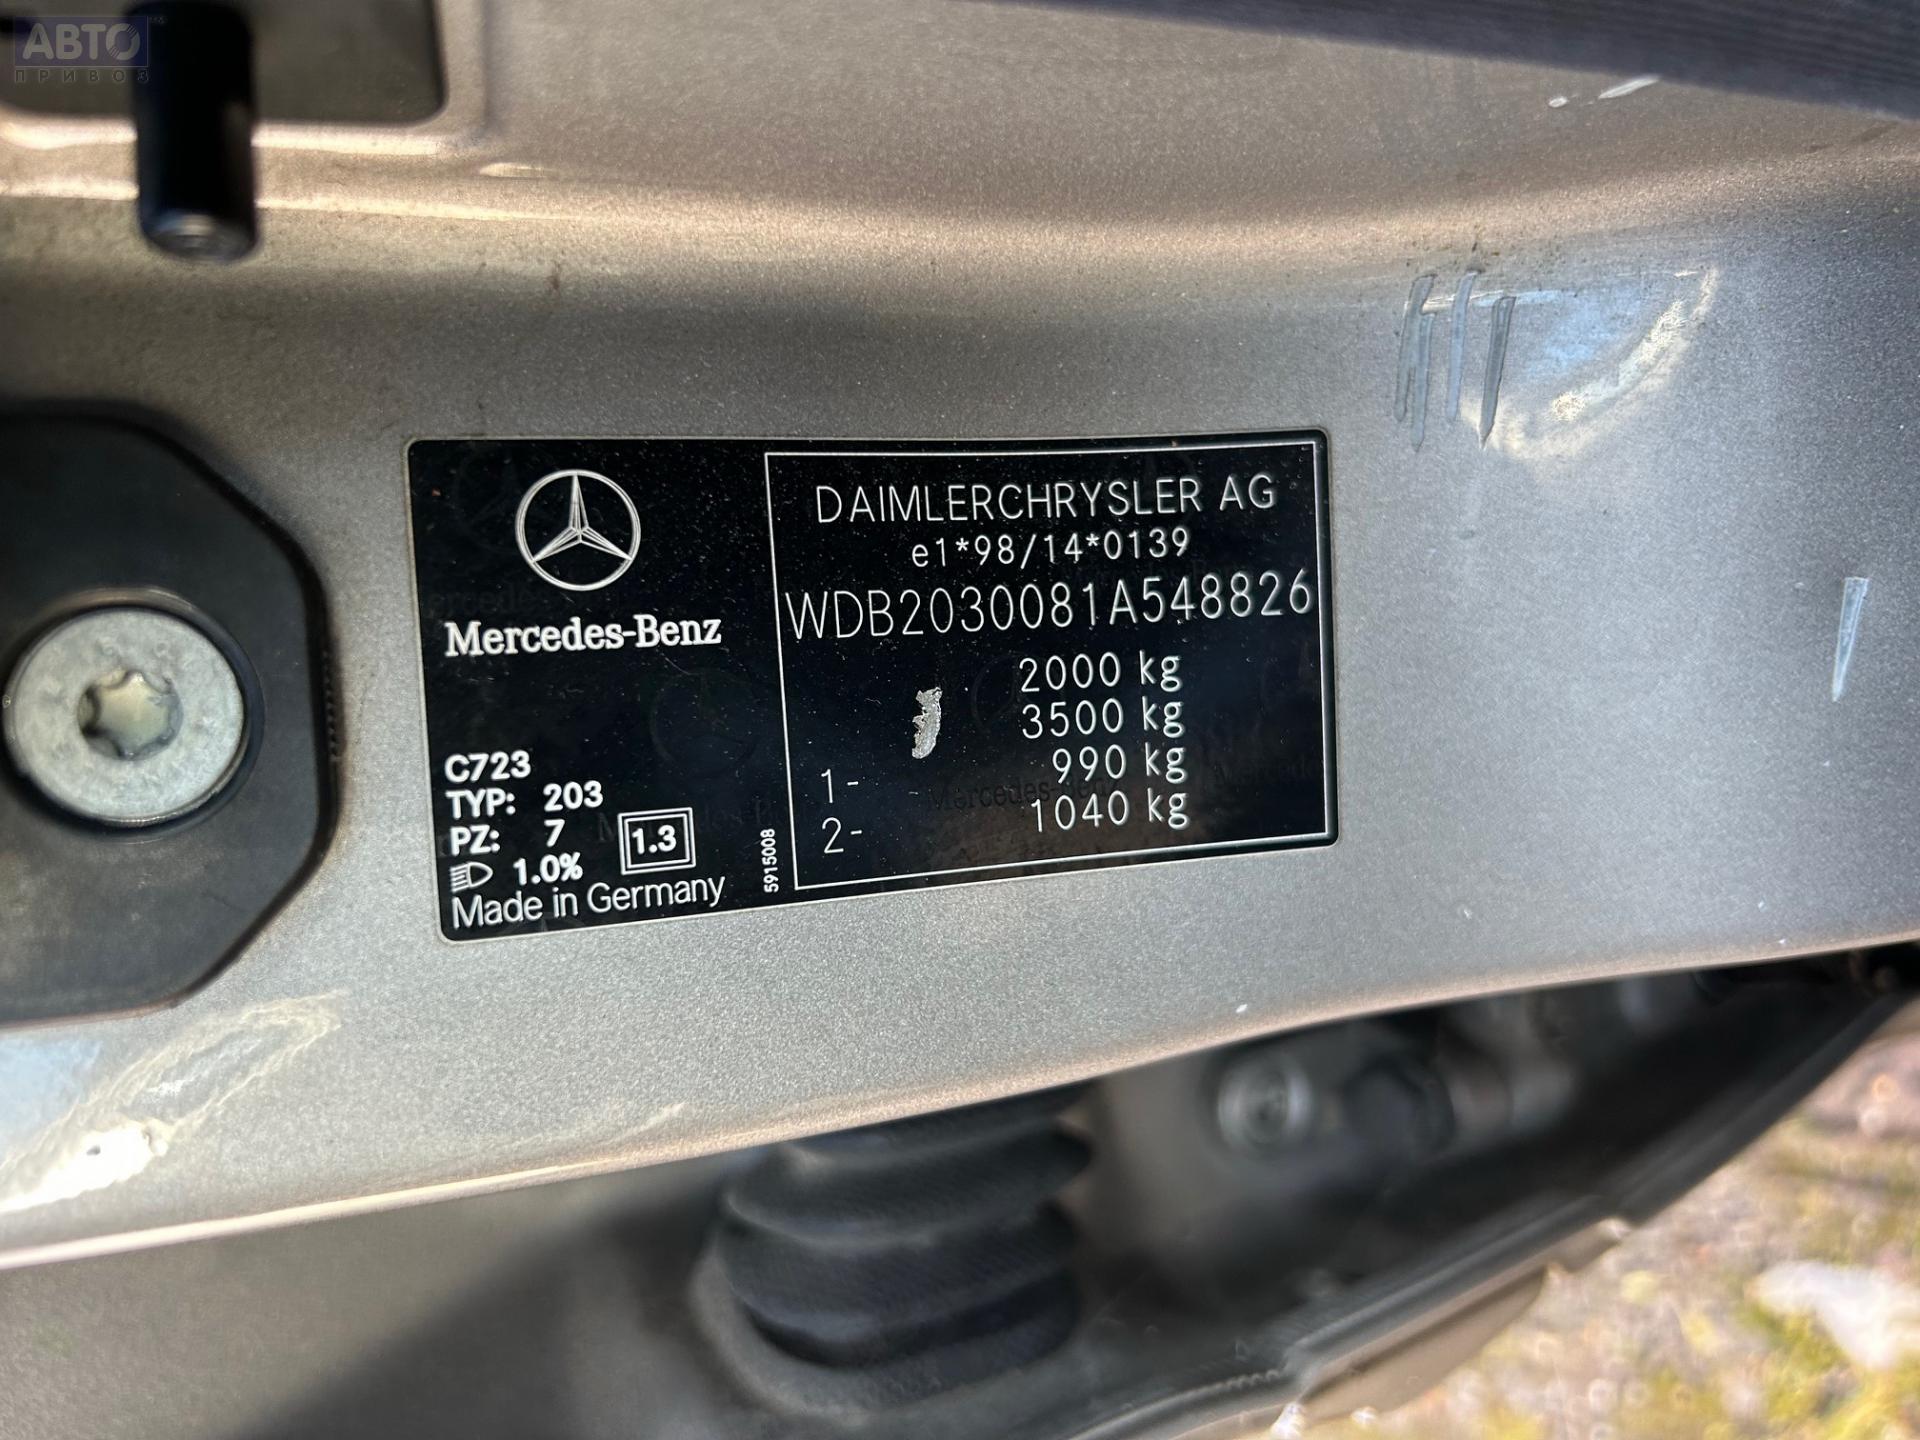 АВТО
ПРИВОЗ
Mercedes-Benz
C723
TYP: 203
PZ: 7
1.0%
1.3
Made in Germany
5915008
DAIMLERCHRYSLER AG
e1*98/14*0139
WDB2030081A548826
2000 kg
3500 kg
1- 990 kg
2- 1040 kg